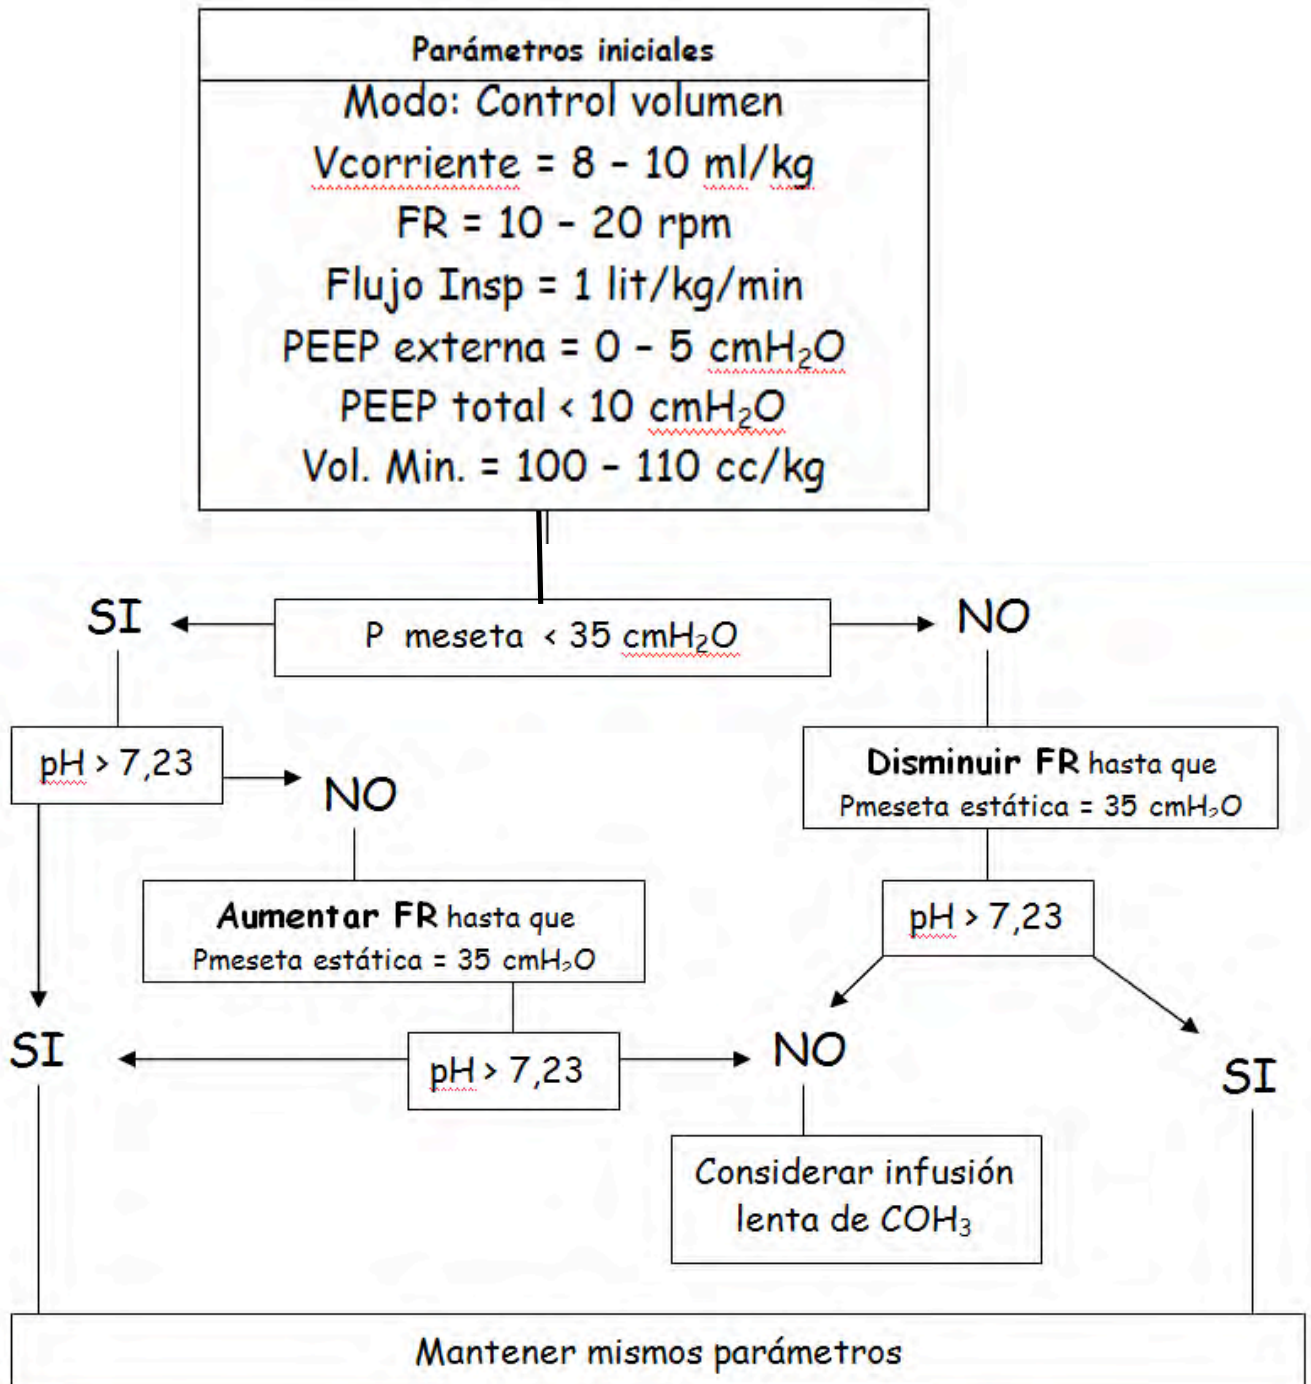 Parámetros iniciales
Modo: Control volumen
Vcorriente = 8 – 10 ml/kg
FR = 10 – 20 rpm
Flujo Insp = 1 lit/kg/min
PEEP externa = 0 – 5 cmH₂O
PEEP total < 10 cmH₂O
Vol. Min. = 100 – 110 cc/kg
SI
P meseta < 35 cmH₂O
NO
pH > 7,23
NO
Disminuir FR hasta que
Pmeseta estática = 35 cmH₂O
Aumentar FR hasta que
Pmeseta estática = 35 cmH₂O
pH > 7,23
SI
pH > 7,23
NO
SI
Considerar infusión
lenta de COH₃
Mantener mismos parámetros